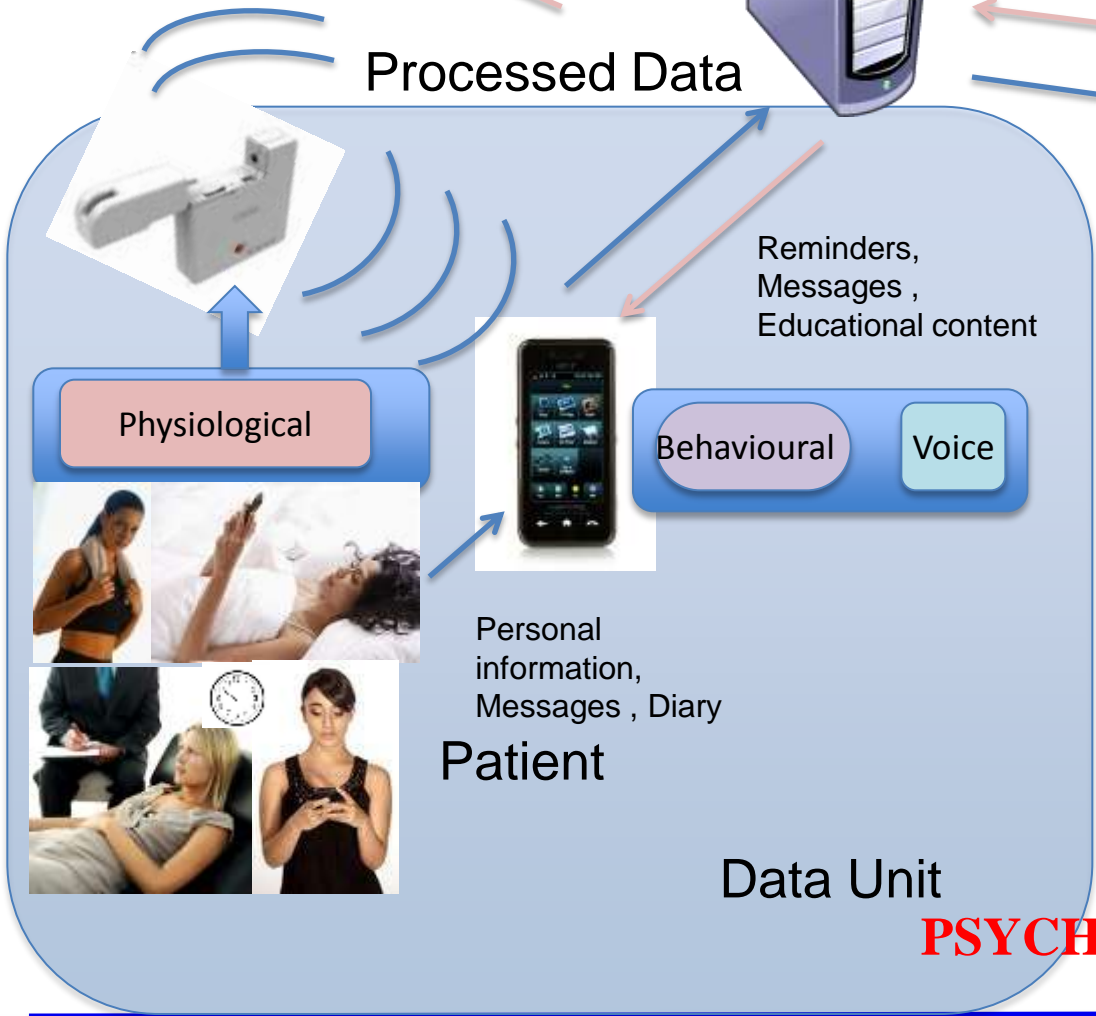 Processed Data
Reminders,
Messages ,
Educational content
Physiological
Behavioural
Voice
Personal
information,
Messages , Diary
Patient
Data Unit
PSYCH